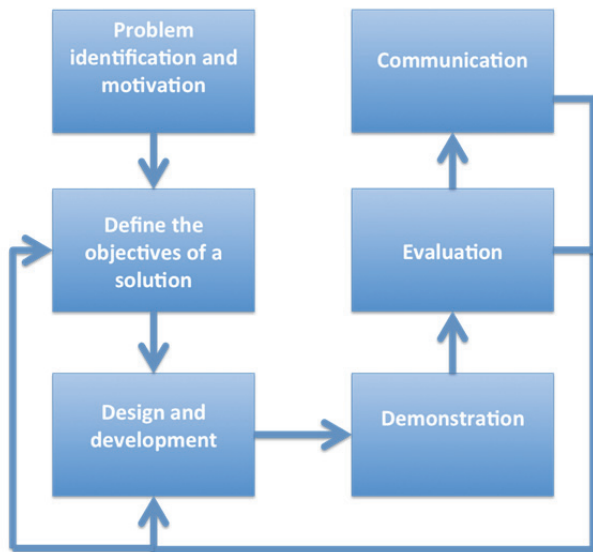 Problem
identification and
motivation
Define the
objectives of a
solution
Design and
development
Demonstration
Evaluation
Communication